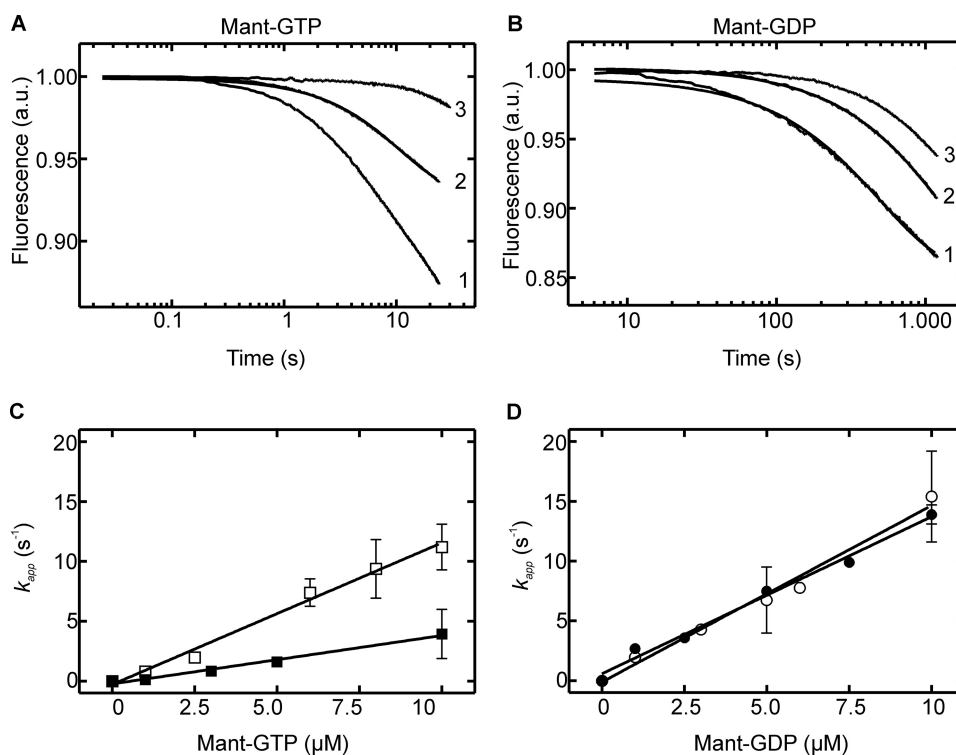 A
Mant-GTP
1.00
0.95
0.90
Fluorescence (a.u.)
3
2
1
0.1
1
10
Time (s)
B
Mant-GDP
1.00
0.95
0.90
0.85
Fluorescence (a.u.)
3
2
1
10
100
1.000
Time (s)
C
20
15
10
5
0
kapp (s-1)
0
2.5
5.0
7.5
10
Mant-GTP (µM)
D
20
15
10
5
0
kapp (s-1)
0
2.5
5.0
7.5
10
Mant-GDP (µM)